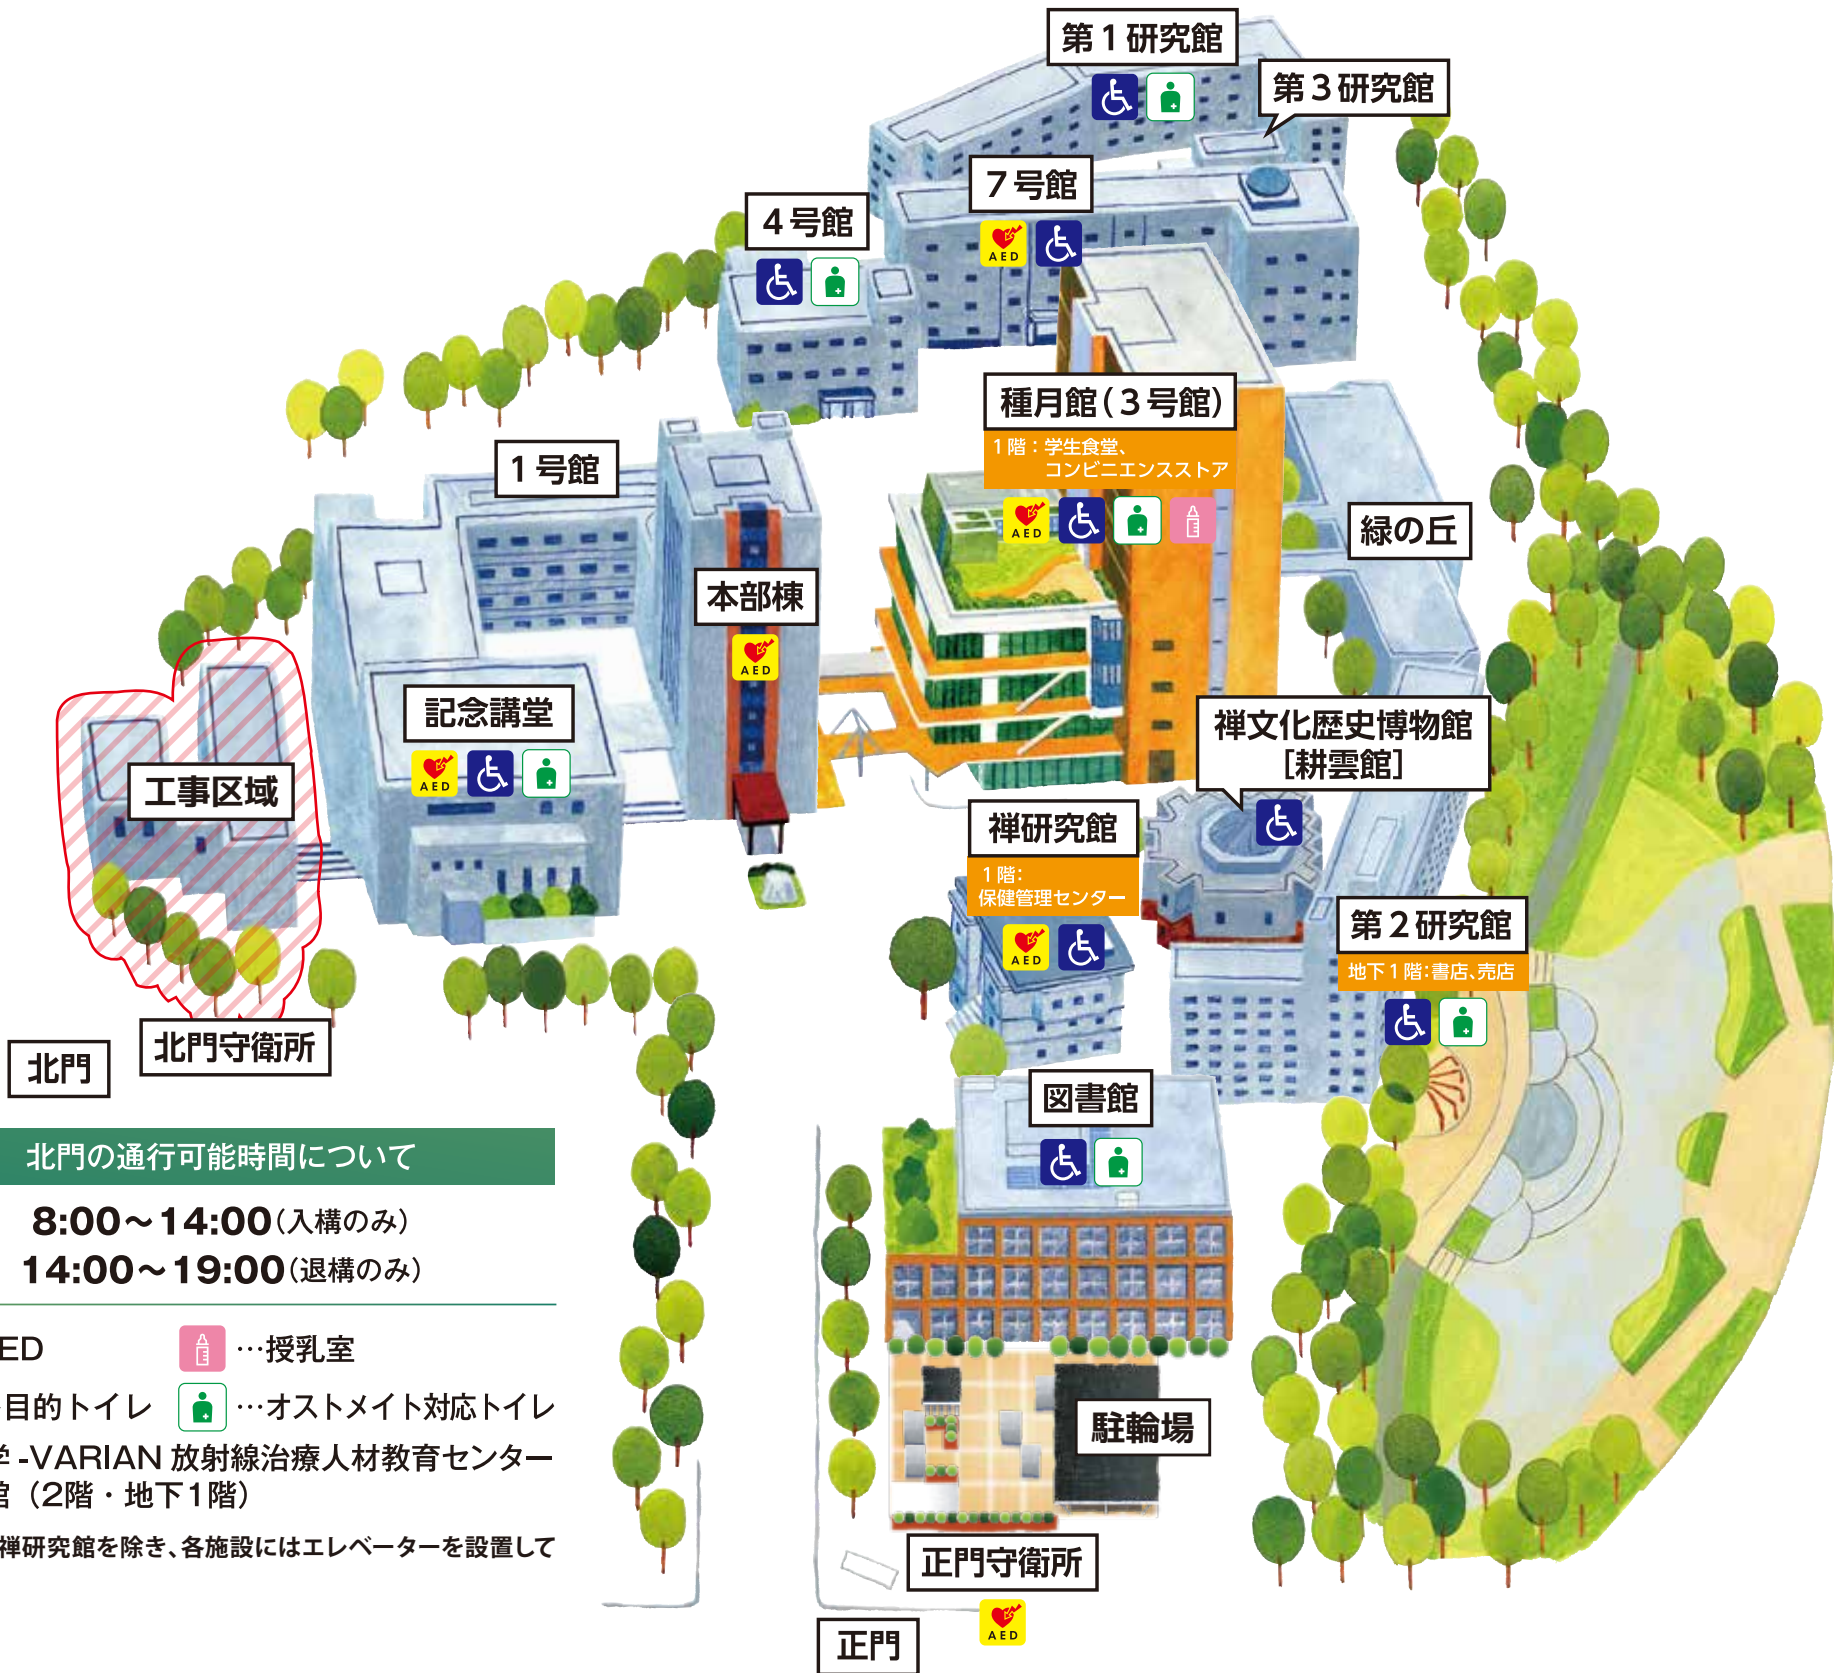 第1研究館
第3研究館
7号館
AED
4号館
種月館(3号館)
1階:学生食堂、
コンビニエンスストア
AED
1号館
緑の丘
本部棟
AED
記念講堂
AED
禅文化歴史博物館
[耕雲館]
工事区域
禅研究館
1階:
保健管理センター
AED
第2研究館
地下1階:書店、売店
北門守衛所
北門
図書館
北門の通行可能時間について
8:00〜14:00(入構のみ)
14:00〜19:00(退構のみ)
ED
…授乳室
目的トイレ
…オストメイト対応トイレ
学-VARIAN 放射線治療人材教育センター
館(2階・地下1階)
駐輪場
禅研究館を除き、各施設にはエレベーターを設置して
正門守衛所
AED
正門